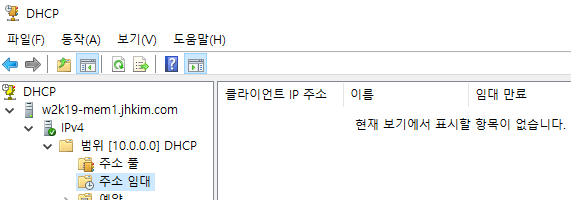 DHCP
파일(F) 동작(A) 보기(V) 도움말(H)
DHCP
w2k19-mem1.jhkim.com
IPv4
범위 [10.0.0.0] DHCP
주소 풀
주소 임대
예약
클라이언트 IP 주소 이름 임대 만료
현재 보기에서 표시할 항목이 없습니다.